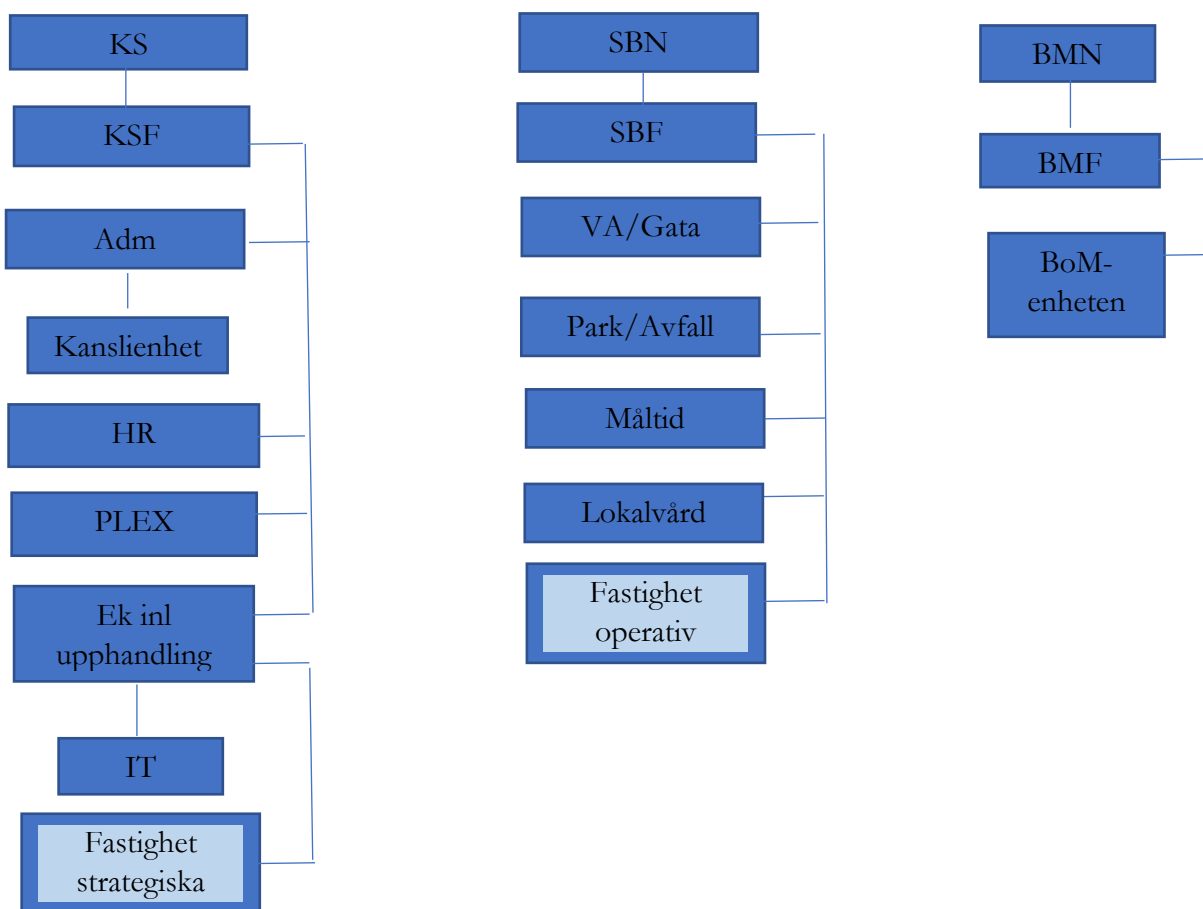 KS
KSF
Adm
Kanslienhet
HR
PLEX
Ek inl
upphandling
IT
Fastighet
strategiska
SBN
SBF
VA/Gata
Park/Avfall
Måltid
Lokalvård
Fastighet
operativ
BMN
BMF
BoM-
enheten